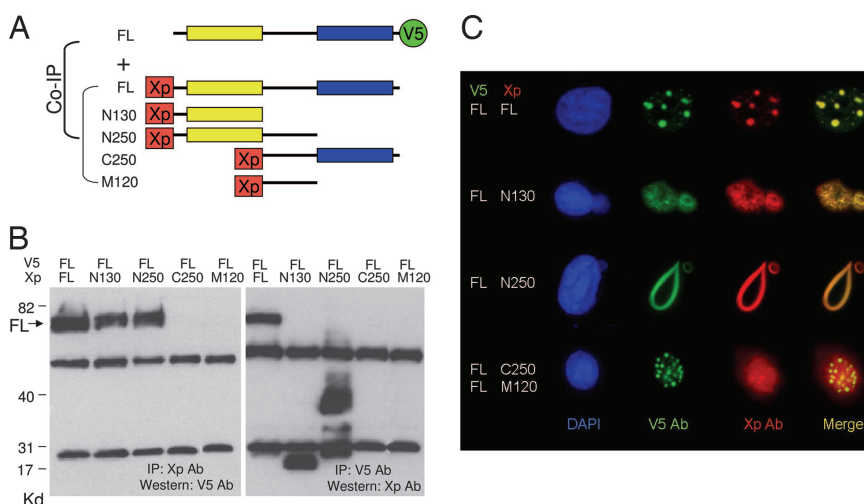 A
FL
V5
+
Co-IP
FL
Xp
N130
Xp
N250
Xp
C250
Xp
M120
Xp
B
V5 FL FL FL FL FL FL FL FL FL FL
Xp FL N130 N250 C250 M120 FL N130 N250 C250 M120
82
FL
40
31
17
Kd
IP: Xp Ab
Western: V5 Ab
IP: V5 Ab
Western: Xp Ab
C
V5 Xp
FL FL
FL N130
FL N250
FL C250
FL M120
DAPI V5 Ab Xp Ab Merge